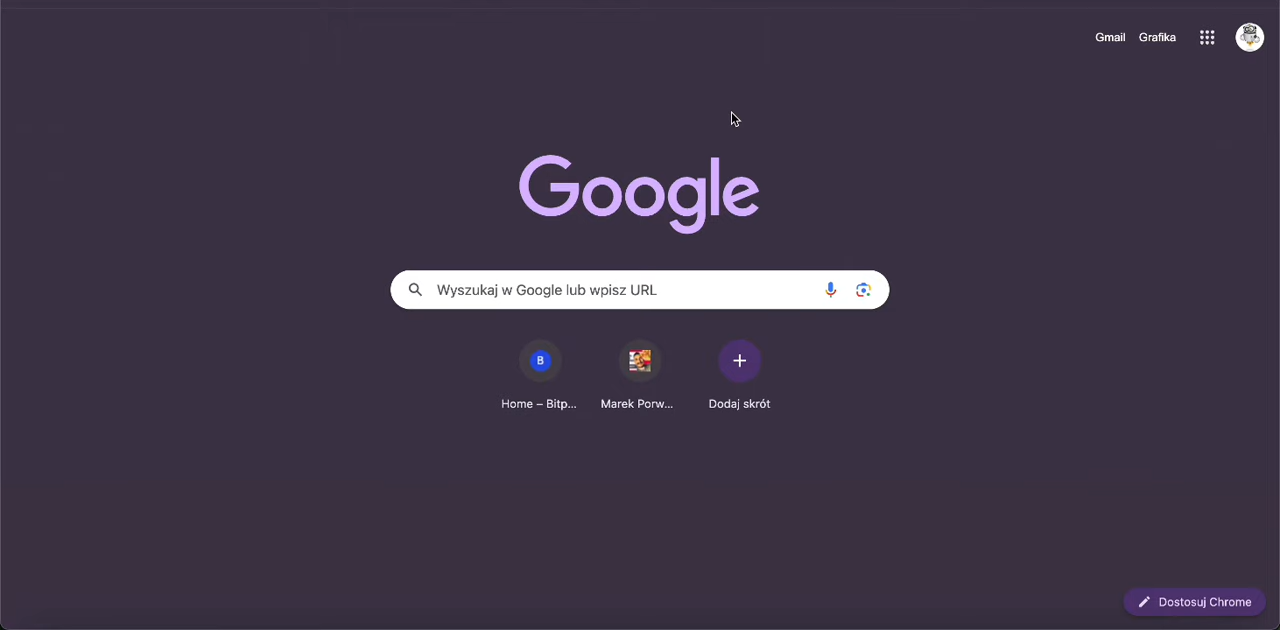 Gmail Grafika
Google
Wyszukaj w Google lub wpisz URL
B
Home – Bitp... Marek Porw... Dodaj skrót
Dostosuj Chrome